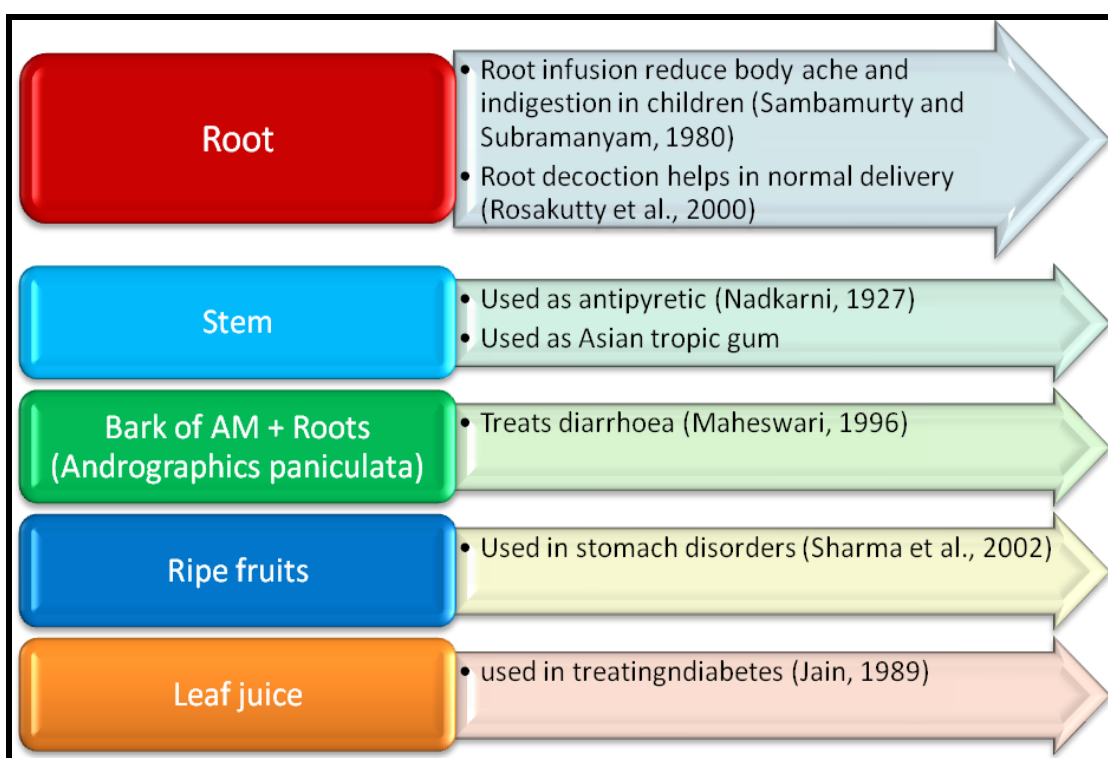 Root
• Root infusion reduce body ache and
indigestion in children (Sambamurty and
Subramanyam, 1980)
• Root decoction helps in normal delivery
(Rosakutty et al., 2000)
Stem
• Used as antipyretic (Nadkarni, 1927)
• Used as Asian tropic gum
Bark of AM + Roots
(Andrographics paniculata)
• Treats diarrhoea (Maheswari, 1996)
Ripe fruits
• Used in stomach disorders (Sharma et al., 2002)
Leaf juice
• used in treatingndiabetes (Jain, 1989)